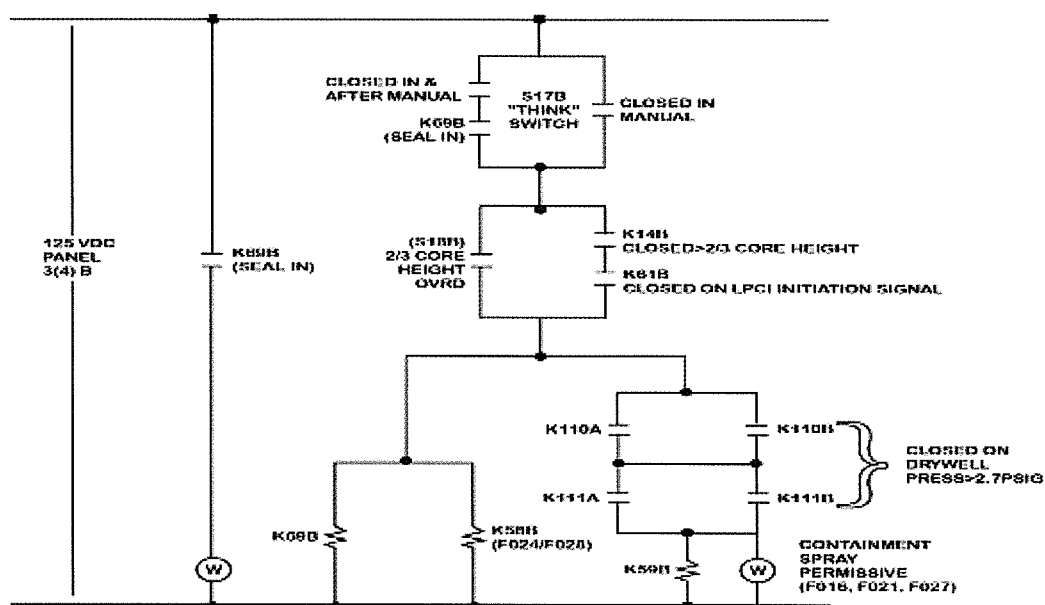 CLOSED IN &
AFTER MANUAL
K69B
(SEAL IN)
S17B
"THINK"
SWITCH
CLOSED IN
MANUAL
125 VDC
PANEL
3(4) B
K69B
(SEAL IN)
(S18B)
2/3 CORE
HEIGHT
OVRD
K14B
CLOSED>2/3 CORE HEIGHT
K61B
CLOSED ON LPCI INITIATION SIGNAL
K110A
K110B
K111A
K111B
CLOSED ON
DRYWELL
PRESS>2.7PSIG
K69B
K58B
(F024/F028)
K59B
W
W
CONTAINMENT
SPRAY
PERMISSIVE
(F016, F021, F027)